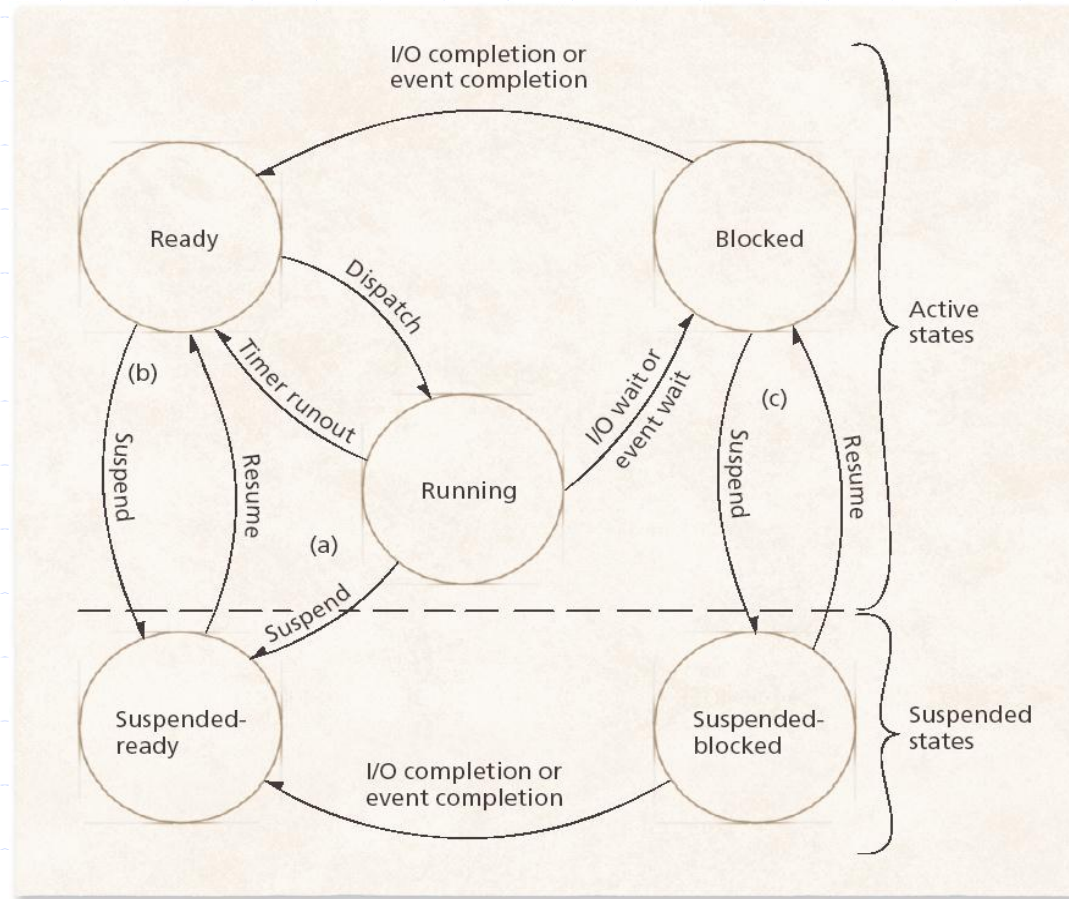 I/O completion or
event completion
Ready
Blocked
Dispatch
Active
states
(b)
Timer runout
I/O wait or
event wait
(c)
Suspend
Resume
Running
Suspend
Resume
(a)
Suspend
Suspended-
ready
Suspended-
blocked
Suspended
states
I/O completion or
event completion